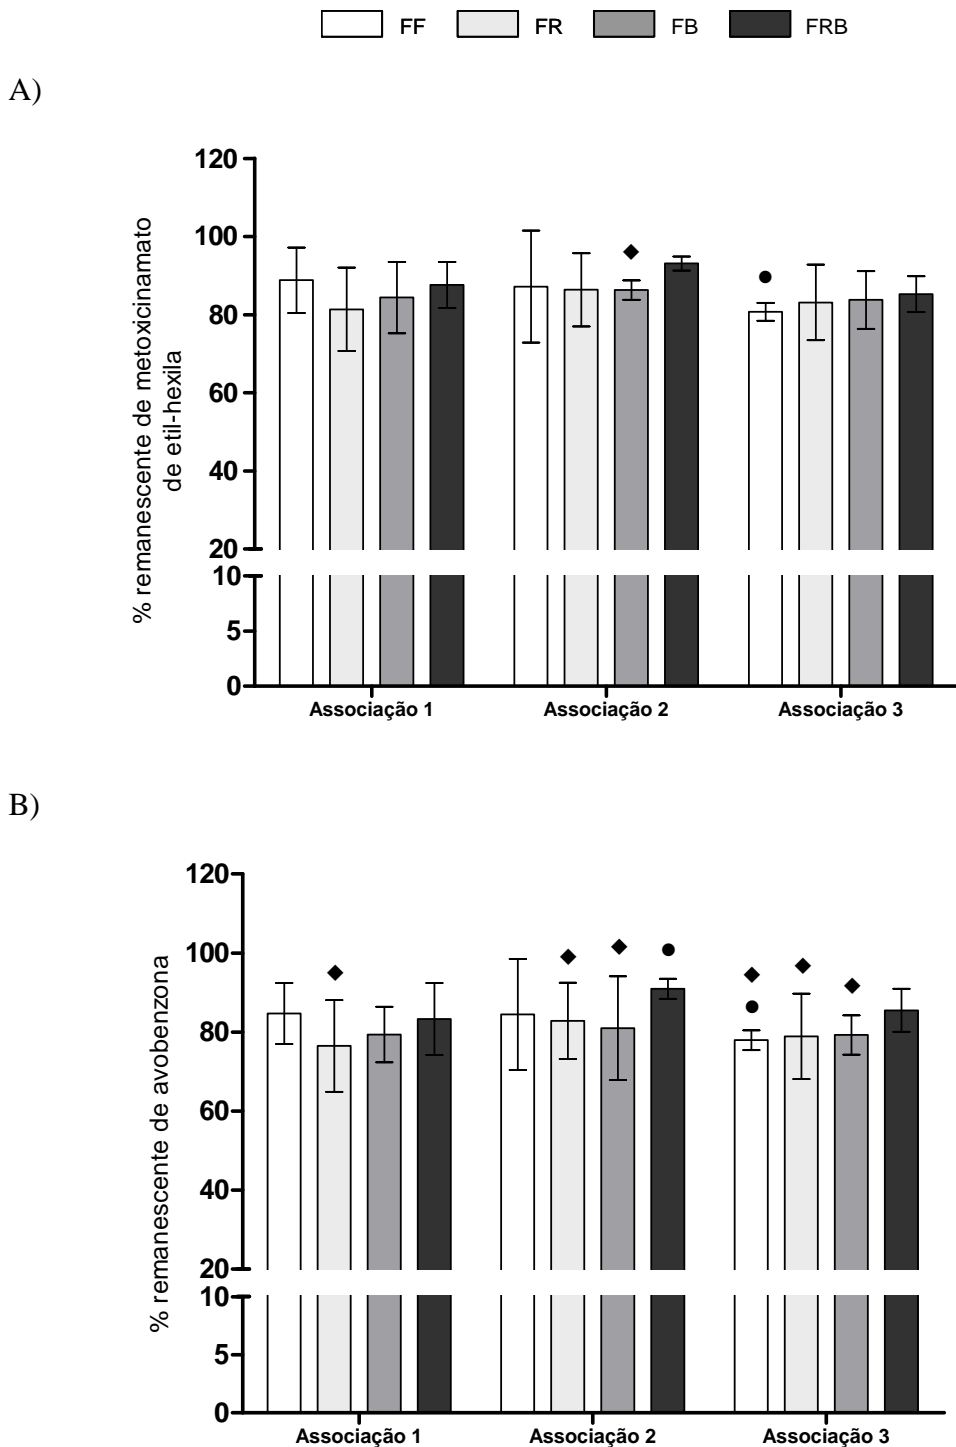 FF FR FB FRB
A)
120
100
80
60
40
20
10
5
0
% remanescente de metoxicinamato
de etil-hexila
Associação 1 Associação 2 Associação 3
B)
120
100
80
60
40
20
10
5
0
% remanescente de avobenzona
Associação 1 Associação 2 Associação 3